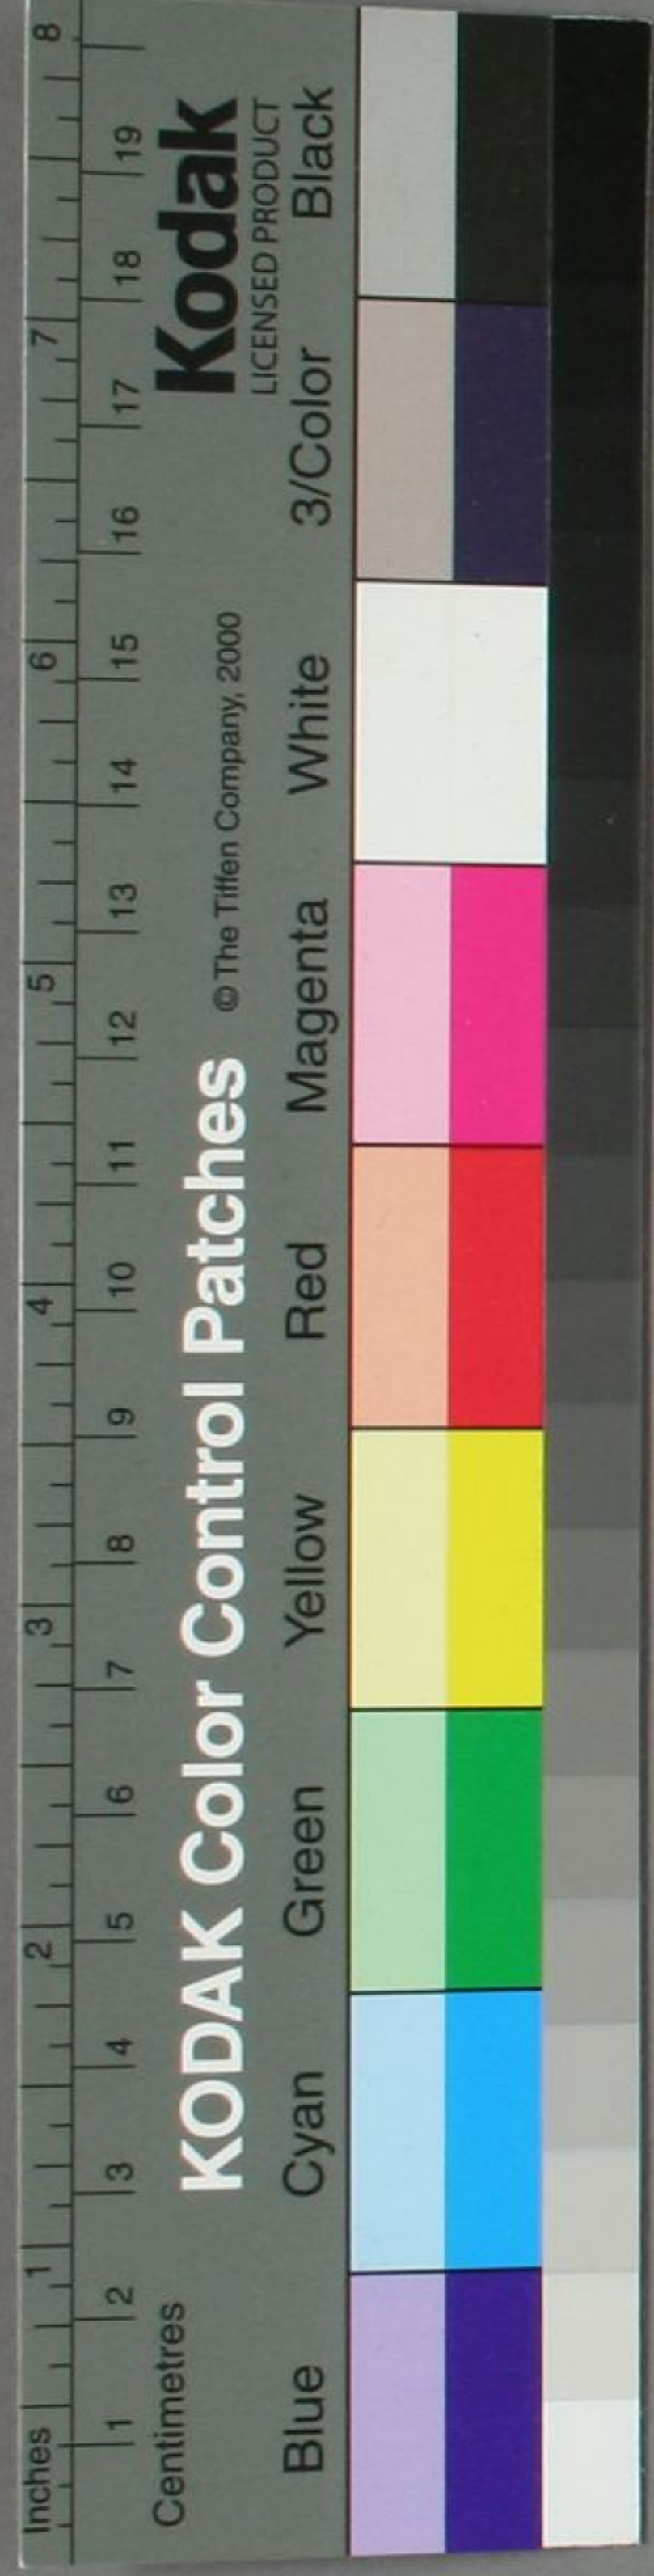 Inches 1 2 3 4 5 6 7 8
1 2 3 4 5 6 7 8 9 10 11 12 13 14 15 16 17 18 19
Centimetres
KODAK Color Control Patches © The Tiffen Company, 2000 Kodak
LICENSED PRODUCT
Blue Cyan Green Yellow Red Magenta White 3/Color Black